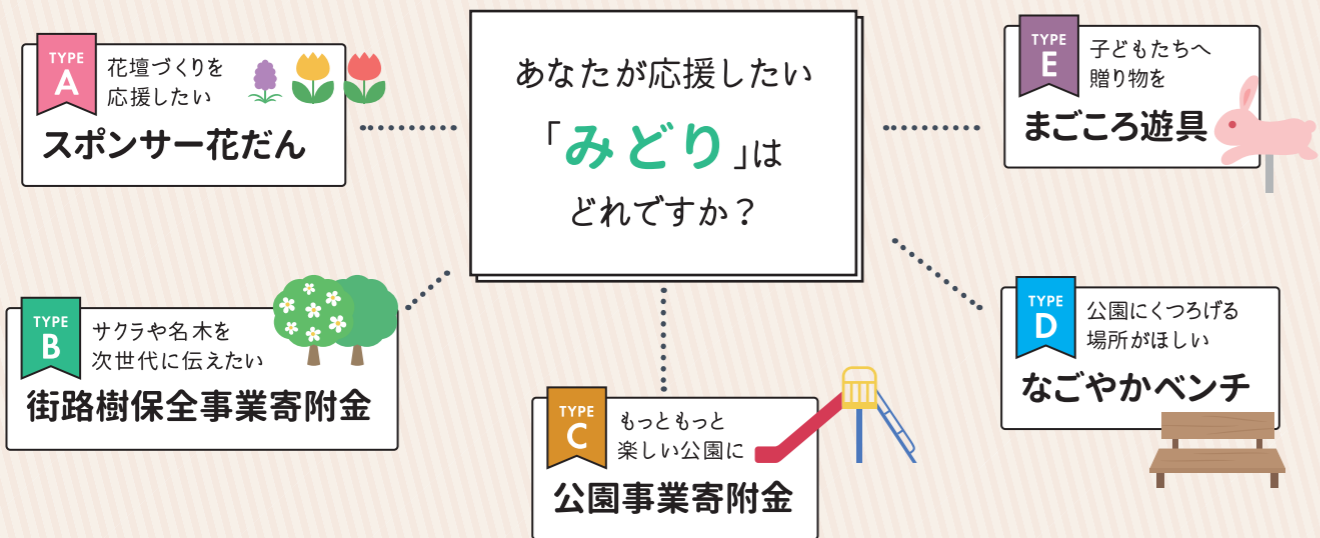 あなたが応援したい
「みどり」は
どれですか？
TYPE
A
花壇づくりを
応援したい
スポンサー花だん
TYPE
B
サクラや名木を
次世代に伝えたい
街路樹保全事業寄附金
TYPE
C
もっともっと
楽しい公園に
公園事業寄附金
TYPE
D
公園にくつろげる
場所がほしい
なごやかベンチ
TYPE
E
子どもたちへ
贈り物を
まごころ遊具